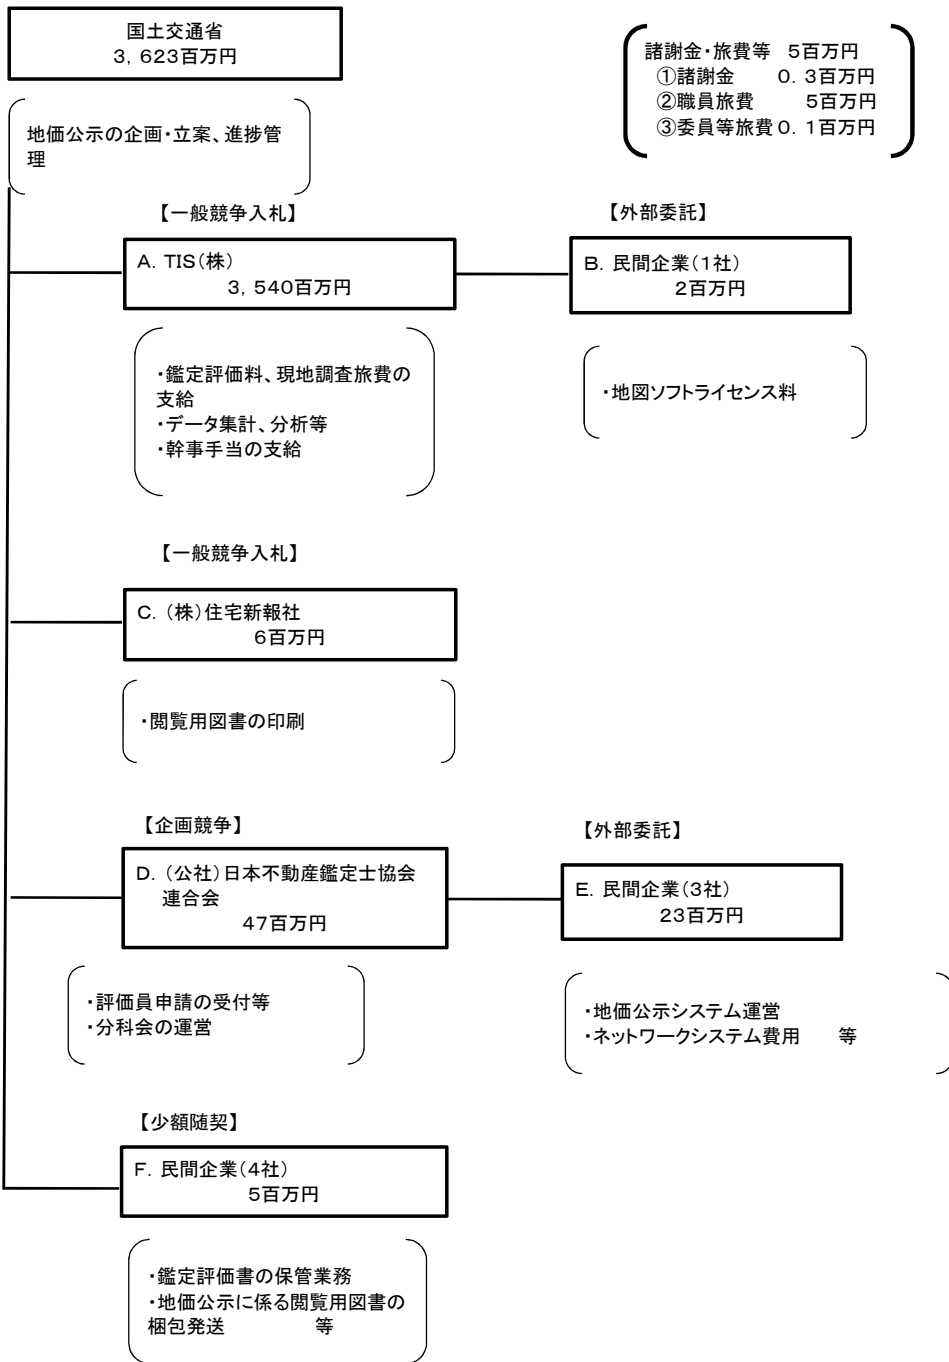 国土交通省
3，623百万円
諸謝金・旅費等　5百万円
①諸謝金　　0．3百万円
②職員旅費　　　5百万円
③委員等旅費0．1百万円
地価公示の企画・立案、進捗管
理
【一般競争入札】
【外部委託】
A．TIS（株）
3，540百万円
B．民間企業（1社）
2百万円
・鑑定評価料、現地調査旅費の
支給
・データ集計、分析等
・幹事手当の支給
・地図ソフトライセンス料
【一般競争入札】
C．（株）住宅新報社
6百万円
・閲覧用図書の印刷
【企画競争】
【外部委託】
D．（公社）日本不動産鑑定士協会
連合会
47百万円
E．民間企業（3社）
23百万円
・評価員申請の受付等
・分科会の運営
・地価公示システム運営
・ネットワークシステム費用　　等
【少額随契】
F．民間企業（4社）
5百万円
・鑑定評価書の保管業務
・地価公示に係る閲覧用図書の
梱包発送　　　　　等